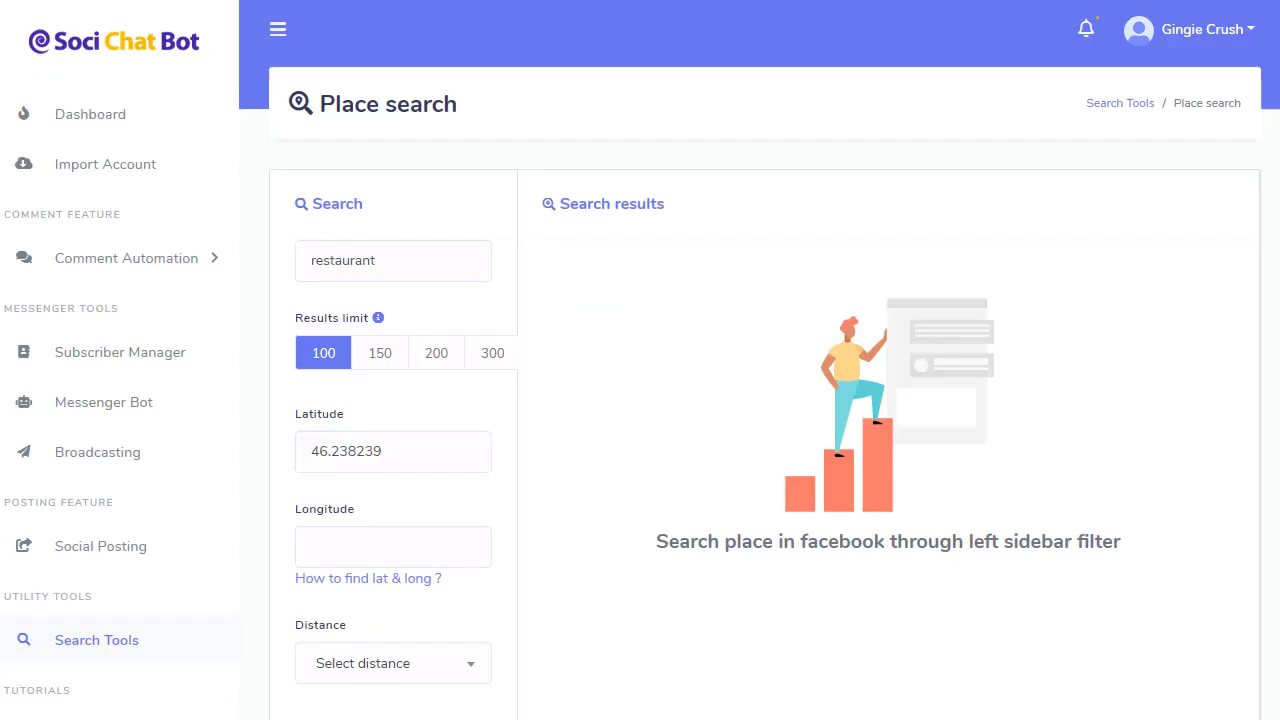 Soci Chat Bot
Gingie Crush
Place search
Search Tools / Place search
Dashboard
Import Account
COMMENT FEATURE
Comment Automation
MESSENGER TOOLS
Subscriber Manager
Messenger Bot
Broadcasting
POSTING FEATURE
Social Posting
UTILITY TOOLS
Search Tools
TUTORIALS
Search
restaurant
Results limit
100 150 200 300
Latitude
46.238239
Longitude
How to find lat & long ?
Distance
Select distance
Search results
Search place in facebook through left sidebar filter